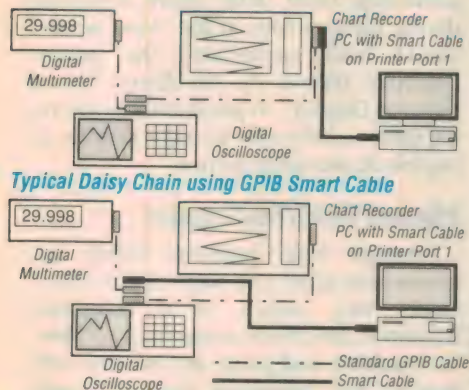 29.998
Digital
Multimeter
Chart Recorder
PC with Smart Cable
on Printer Port 1
Digital
Oscilloscope
Typical Daisy Chain using GPIB Smart Cable
29.998
Digital
Multimeter
Chart Recorder
PC with Smart Cable
on Printer Port 1
Digital
Oscilloscope
Standard GPIB Cable
Smart Cable